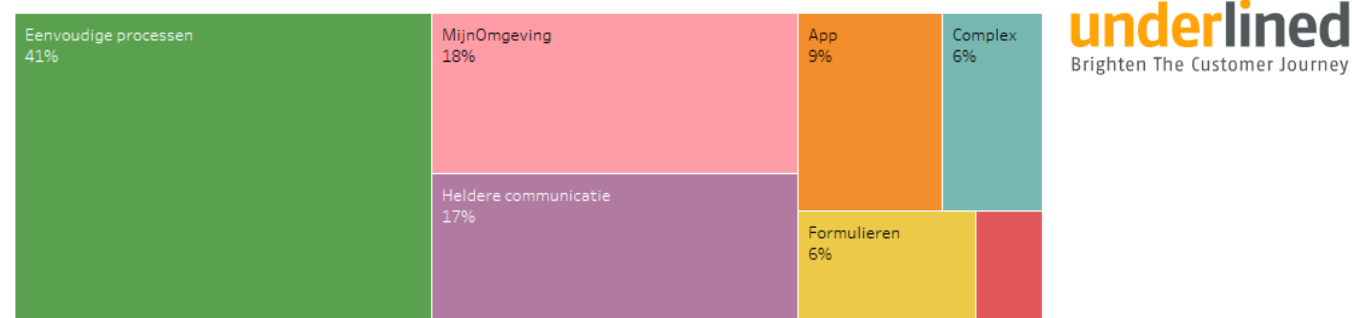 Eenvoudige processen
41%
MijnOmgeving
18%
Heldere communicatie
17%
App
9%
Complex
6%
Formulieren
6%
underlined
Brighten The Customer Journey